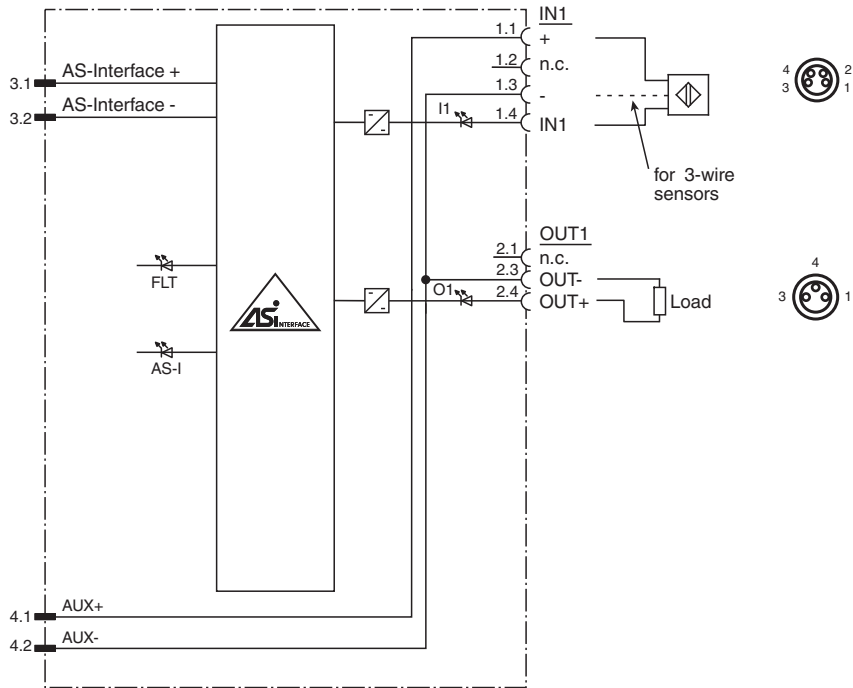 IN1
1.1
+
1.2
n.c.
1.3
-
I1
1.4
IN1
for 3-wire
sensors
4
2
3
1
3.1
AS-Interface +
3.2
AS-Interface -
OUT1
2.1
n.c.
2.3
OUT-
O1
2.4
OUT+
Load
4
3
1
FLT
ASi
INTERFACE
AS-I
4.1
AUX+
4.2
AUX-